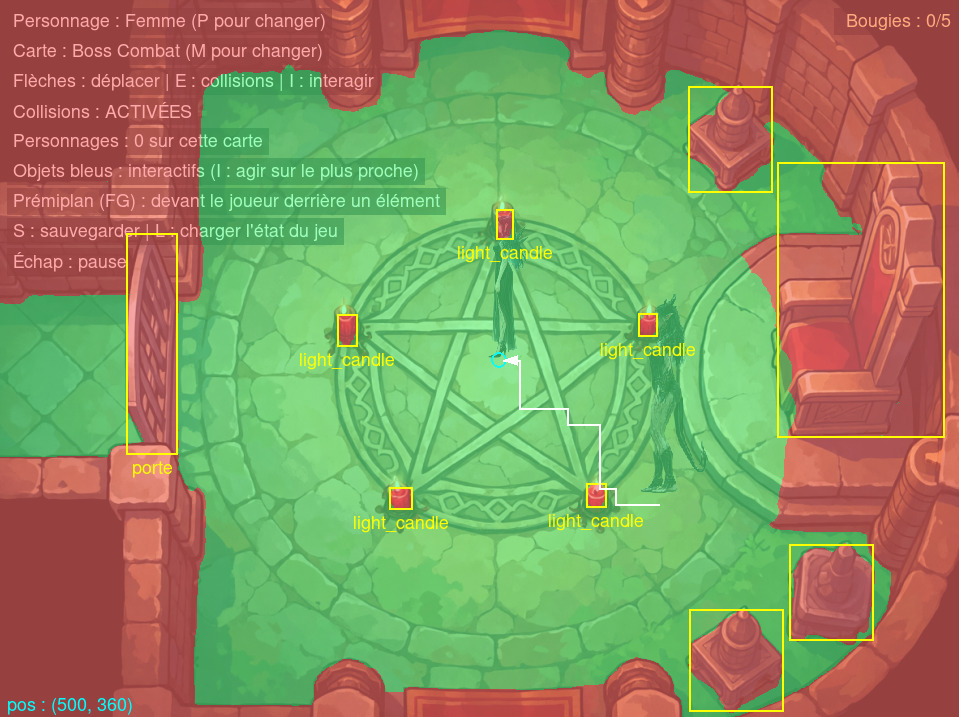 Personnage : Femme (P pour changer)
Bougies : 0/5
Carte : Boss Combat (M pour changer)
Flèches : déplacer | E : collisions | I : interagir
Collisions : ACTIVÉES
Personnages : 0 sur cette carte
Objets bleus : interactifs (I : agir sur le plus proche)
Prémiplan (FG) : devant le joueur derrière un élément
S : sauvegarder | L : charger l'état du jeu
Échap : pause
light_candle
light_candle
light_candle
porte
light_candle
light_candle
pos : (500, 360)